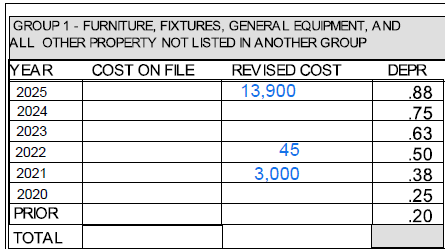 GROUP 1 - FURNITURE, FIXTURES, GENERAL EQUIPMENT, AND
ALL OTHER PROPERTY NOT LISTED IN ANOTHER GROUP
YEAR COST ON FILE REVISED COST DEPR
2025 13,900 .88
2024 .75
2023 .63
2022 45 .50
2021 3,000 .38
2020 .25
PRIOR .20
TOTAL